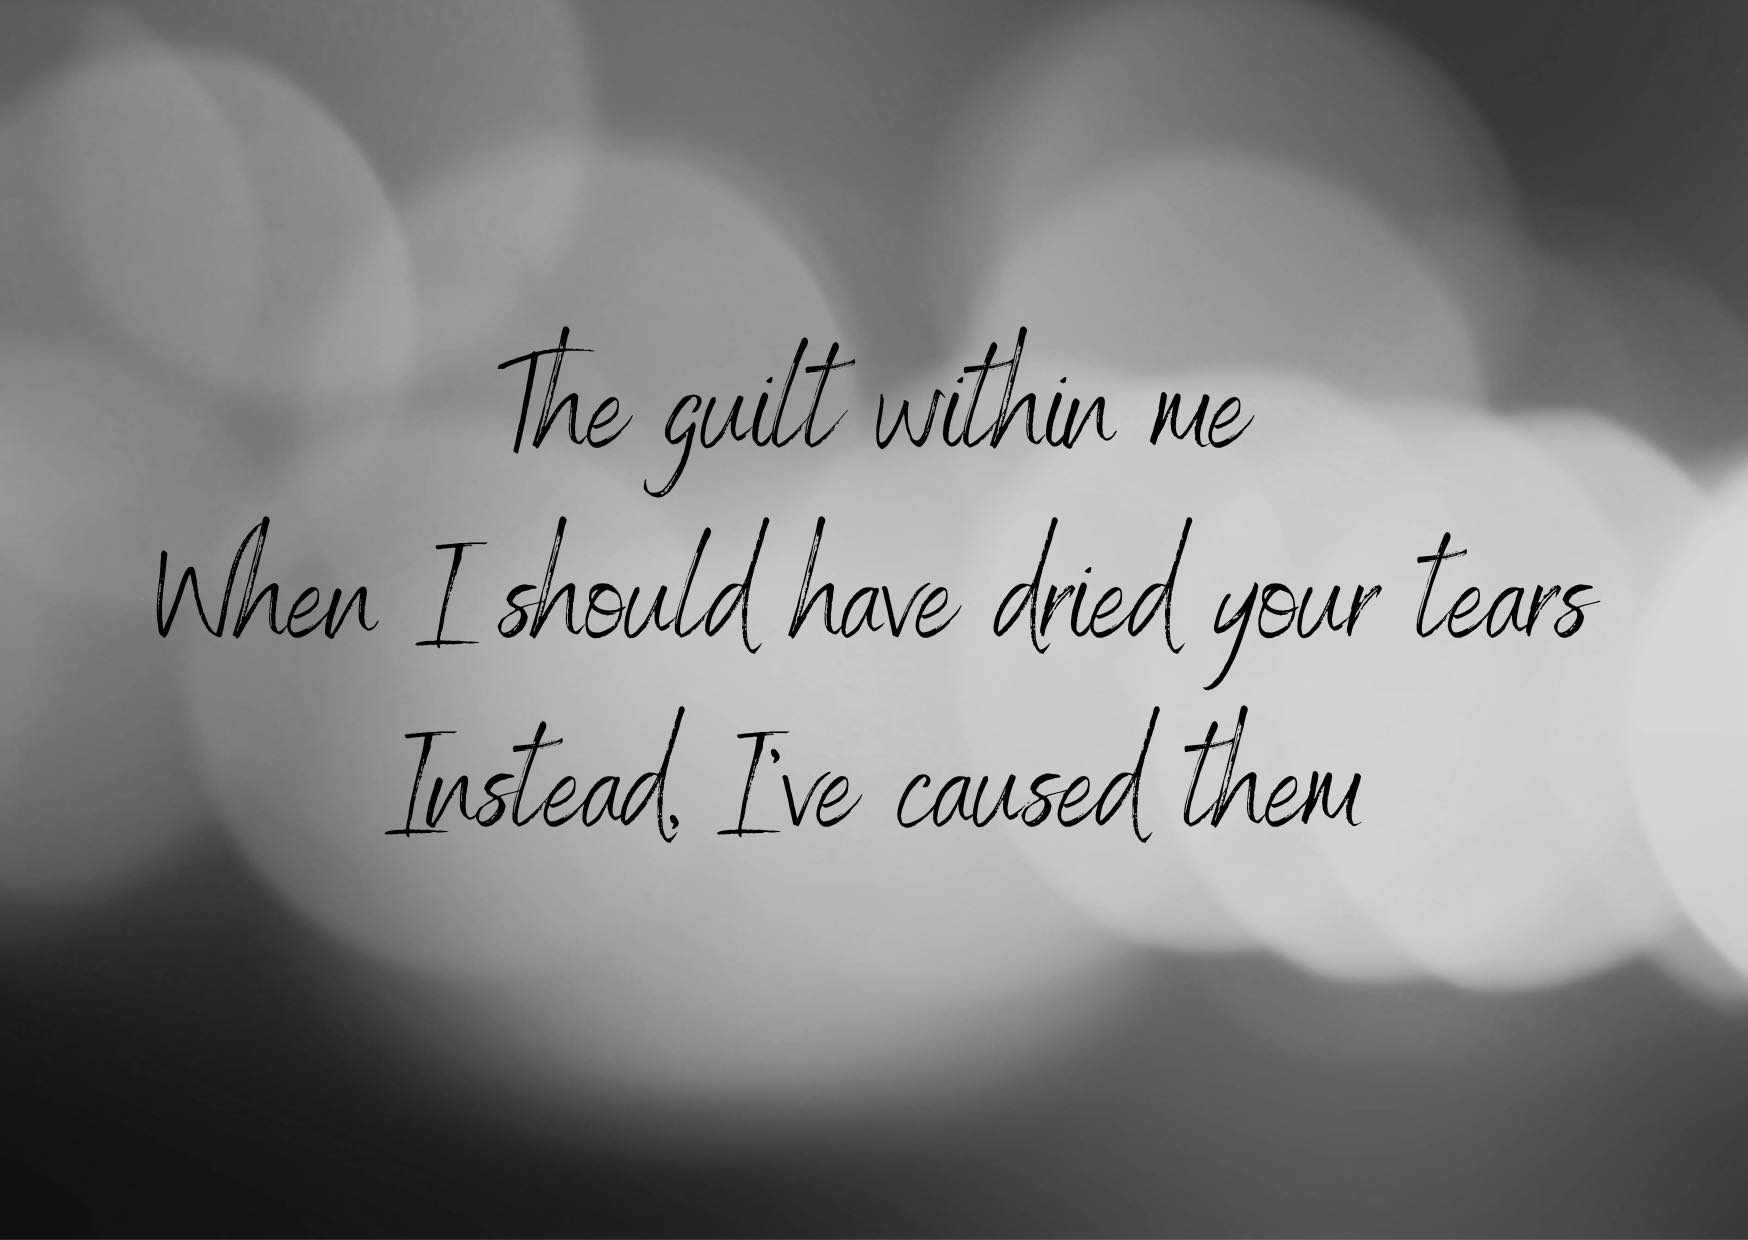 The guilt within me
When I should have dried your tears
Instead, I've caused them